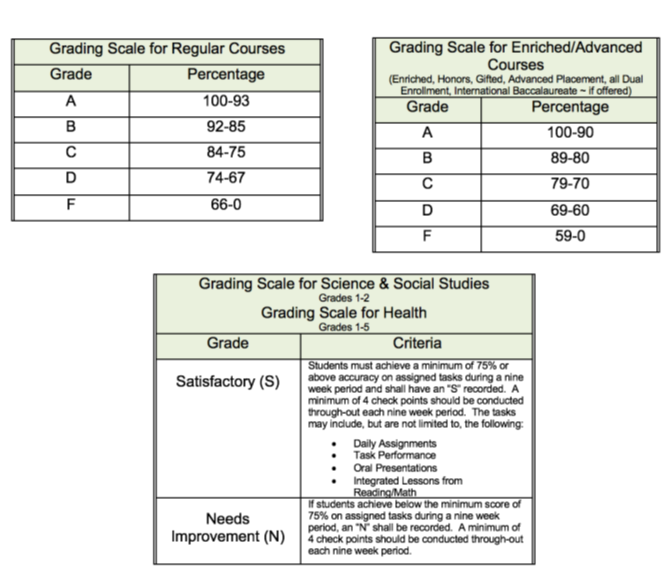 Grading Scale for Regular Courses
Grade Percentage
A 100-93
B 92-85
C 84-75
D 74-67
F 66-0
Grading Scale for Enriched/Advanced
Courses
(Enriched, Honors, Gifted, Advanced Placement, all Dual
Enrollment, International Baccalaureate ~ if offered)
Grade Percentage
A 100-90
B 89-80
C 79-70
D 69-60
F 59-0
Grading Scale for Science & Social Studies
Grades 1-2
Grading Scale for Health
Grades 1-5
Grade Criteria
Satisfactory (S)
Students must achieve a minimum of 75% or
above accuracy on assigned tasks during a nine
week period and shall have an "S" recorded. A
minimum of 4 check points should be conducted
through-out each nine week period. The tasks
may include, but are not limited to, the following:
• Daily Assignments
• Task Performance
• Oral Presentations
• Integrated Lessons from
Reading/Math
Needs
Improvement (N)
If students achieve below the minimum score of
75% on assigned tasks during a nine week
period, an "N" shall be recorded. A minimum of
4 check points should be conducted through-out
each nine week period.